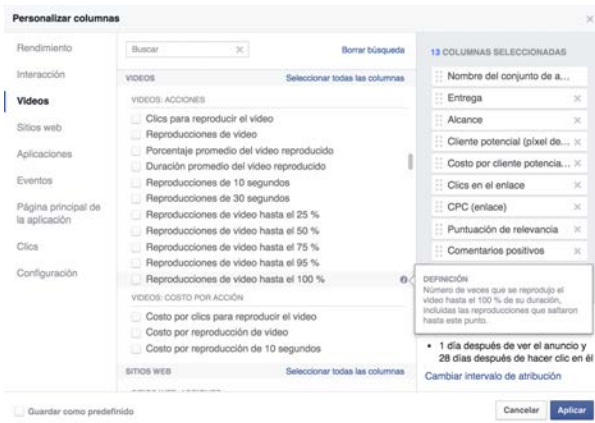 Personalizar columnas
Rendimiento
Interacción
Videos
Sitios web
Aplicaciones
Eventos
Página principal de
la aplicación
Clics
Configuración
Buscar
Borrar búsqueda
VIDEOS
Seleccionar todas las columnas
VIDEOS: ACCIONES
Clics para reproducir el video
Reproducciones de video
Porcentaje promedio del video reproducido
Duración promedio del video reproducido
Reproducciones de 10 segundos
Reproducciones de 30 segundos
Reproducciones de video hasta el 25 %
Reproducciones de video hasta el 50 %
Reproducciones de video hasta el 75 %
Reproducciones de video hasta el 95 %
Reproducciones de video hasta el 100 %
VIDEOS: COSTO POR ACCIÓN
Costo por clics para reproducir el video
Costo por reproducción de video
Costo por reproducción de 10 segundos
SITIOS WEB
Seleccionar todas las columnas
13 COLUMNAS SELECCIONADAS
Nombre del conjunto de a...
Entrega
Alcance
Cliente potencial (píxel de...
Costo por cliente potencia...
Clics en el enlace
CPC (enlace)
Puntuación de relevancia
Comentarios positivos
DEFINICIÓN
Número de veces que se reprodujo el
video hasta el 100 % de su duración,
incluidas las reproducciones que saltaron
hasta este punto.
• 1 día después de ver el anuncio y
28 días después de hacer clic en él
Cambiar intervalo de atribución
Guardar como predefinido
Cancelar
Aplicar